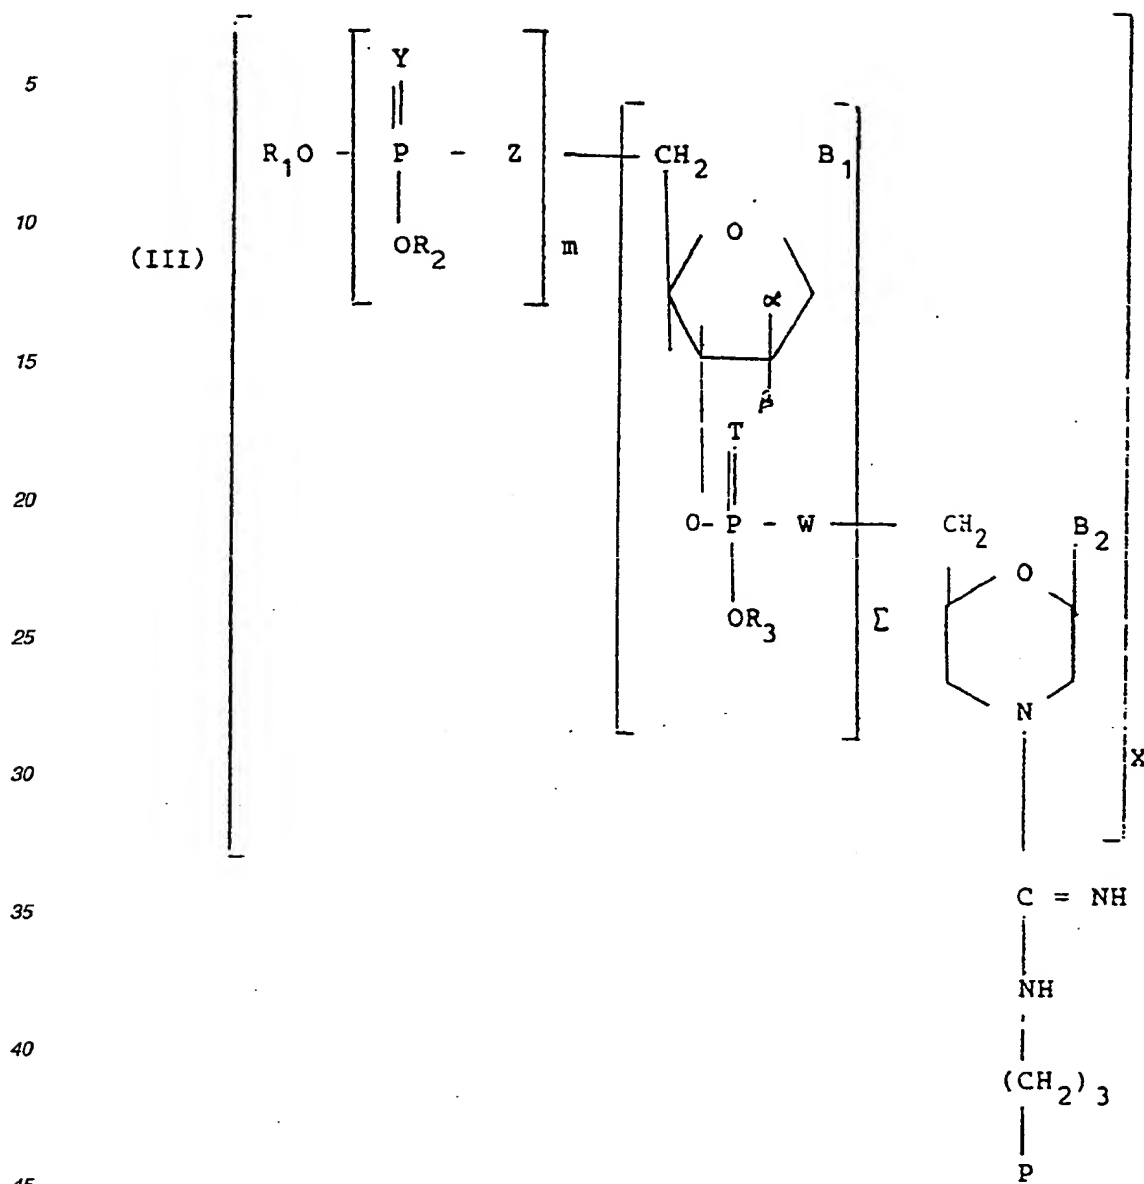 5 Y
R₁O - P - Z CH₂ B₁
10 O
(III) OR₂ m
α
15
β
T
20 O- P - W CH₂ B₂
O
OR₃ Σ
25
N
30 X
35 C = NH
NH
40
(CH₂)₃
P
45